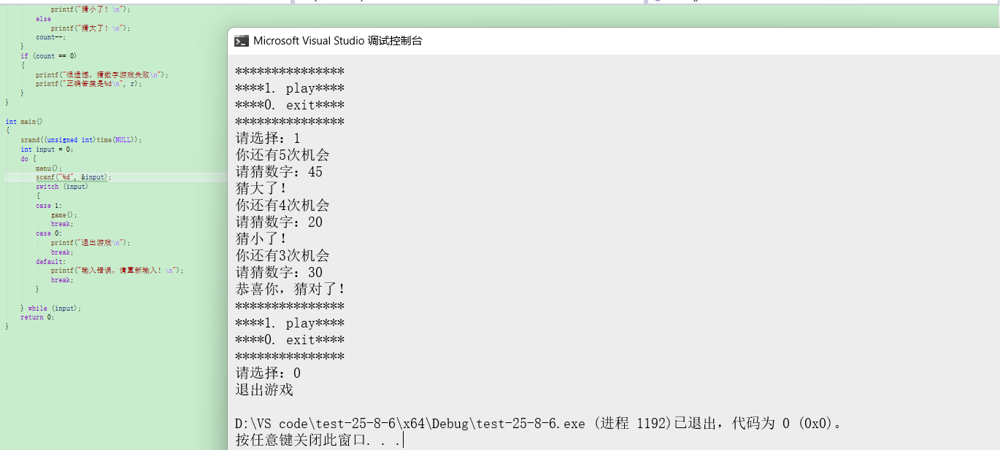 printf("猜小了！\n");
else
printf("猜大了！\n");
count--;
}
if (count == 0)
{
printf("很遗憾，猜数字游戏失败\n");
printf("正确答案是%d\n", r);
}
}
int main()
{
srand((unsigned int)time(NULL));
int input = 0;
do {
menu();
scanf("%d", &input);
switch (input)
{
case 1:
game();
break;
case 0:
printf("退出游戏\n");
break;
default:
printf("输入错误，请重新输入！\n");
break;
}
} while (input);
return 0;
}
Microsoft Visual Studio 调试控制台
***************
****1. play****
****0. exit****
***************
请选择：1
你还有5次机会
请猜数字：45
猜大了！
你还有4次机会
请猜数字：20
猜小了！
你还有3次机会
请猜数字：30
恭喜你，猜对了！
***************
****1. play****
****0. exit****
***************
请选择：0
退出游戏
D:\VS code\test-25-8-6\x64\Debug\test-25-8-6.exe (进程 1192)已退出，代码为 0 (0x0)。
按任意键关闭此窗口. . .